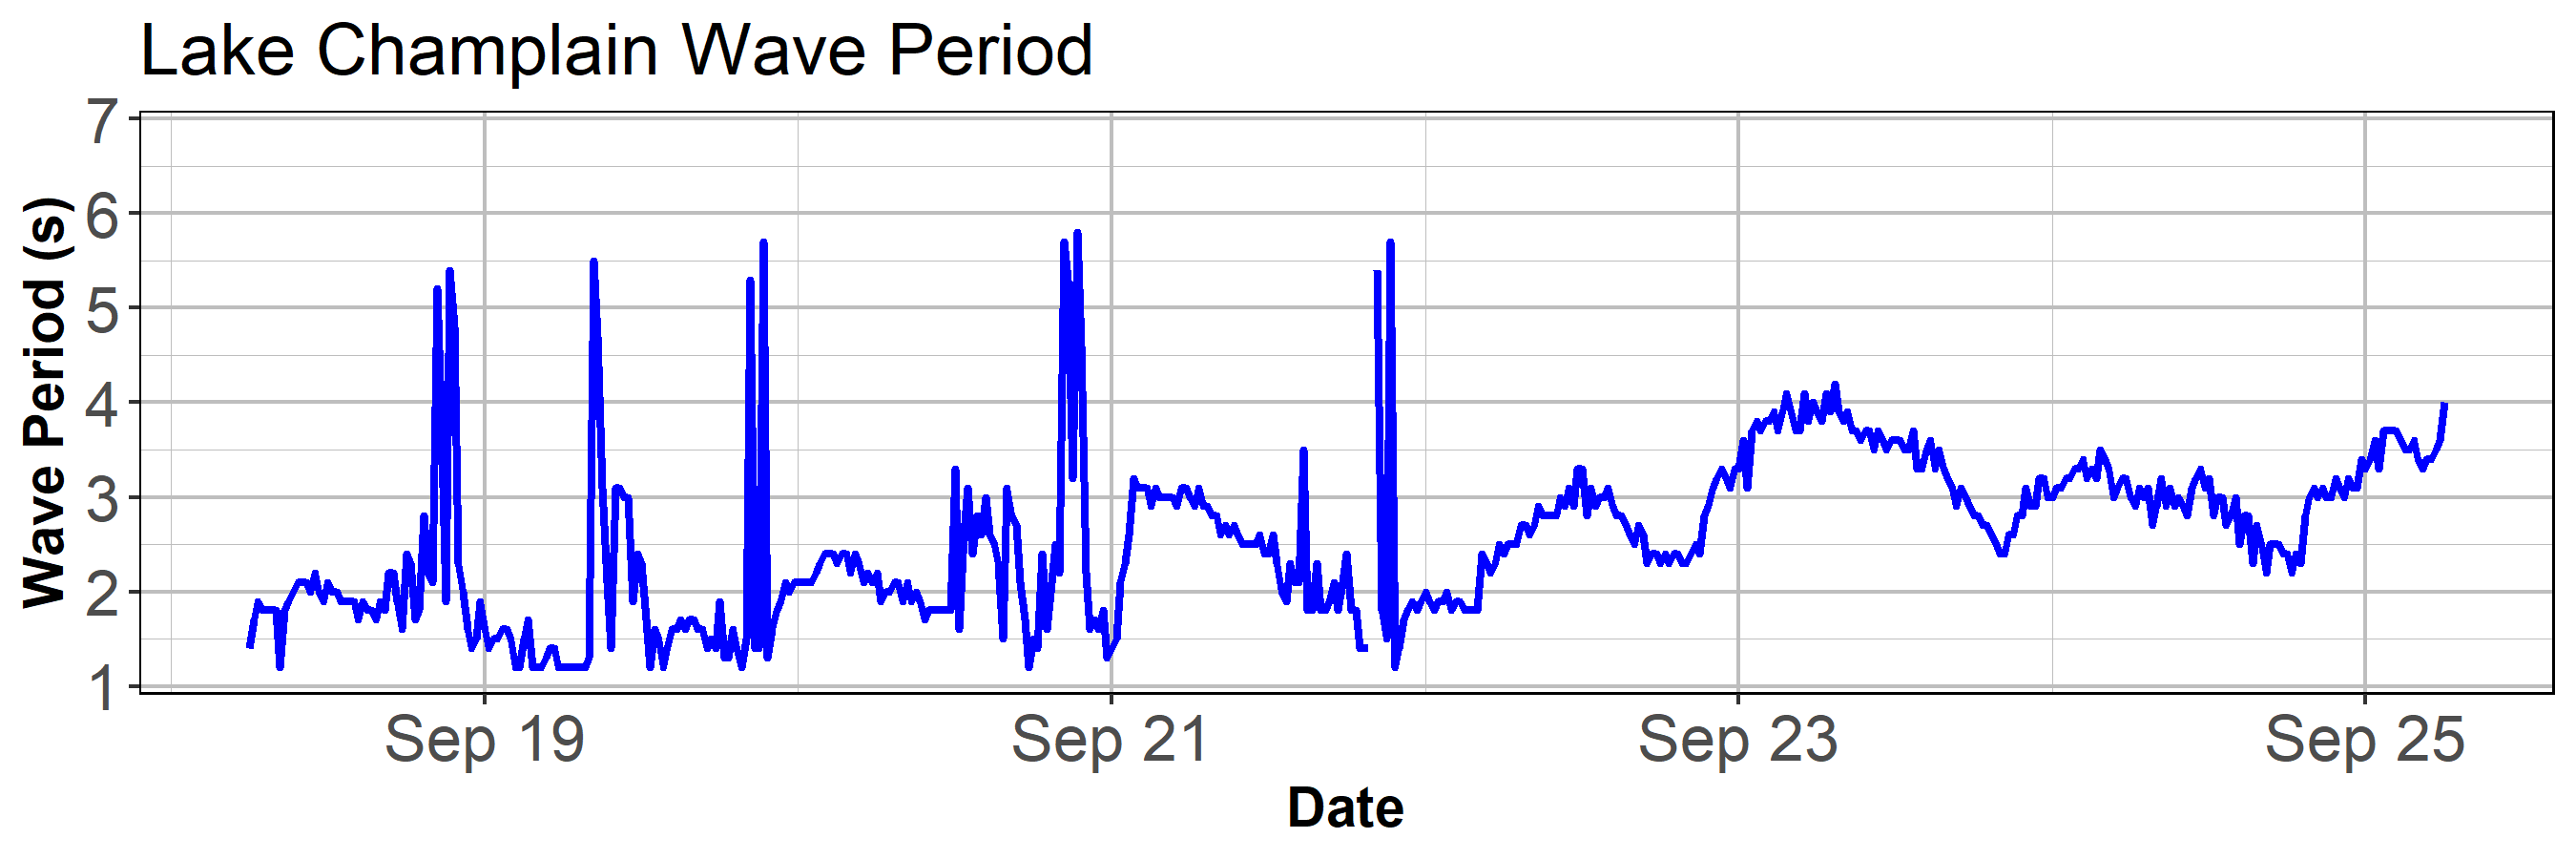 Lake Champlain Wave Period
Wave Period (s)
7
6
5
4
3
2
1
Sep 19
Sep 21
Sep 23
Sep 25
Date